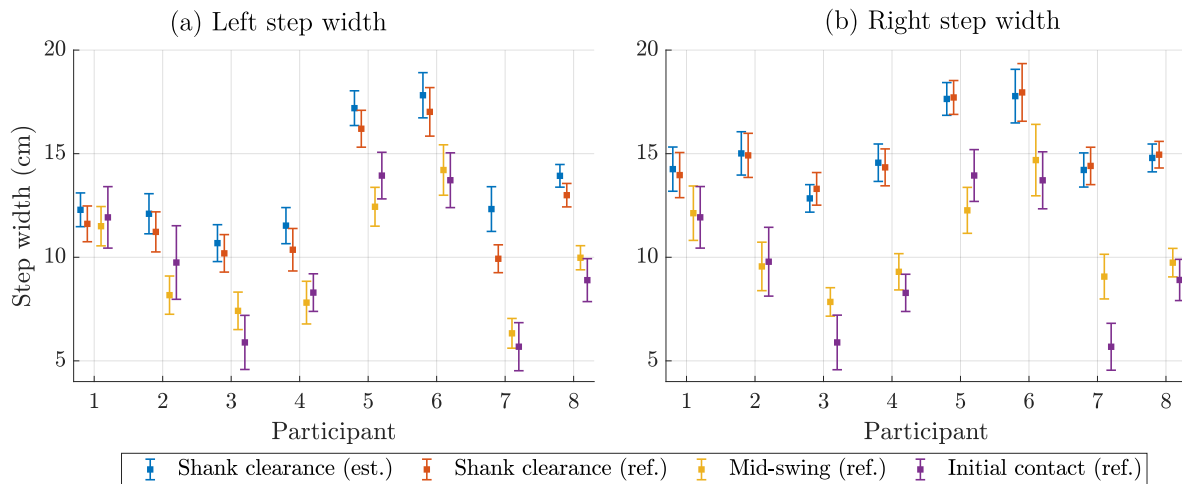 (a) Left step width
(b) Right step width
Step width (cm)
20
15
10
5
1 2 3 4 5 6 7 8
Participant
20
15
10
5
1 2 3 4 5 6 7 8
Participant
Shank clearance (est.) Shank clearance (ref.) Mid-swing (ref.) Initial contact (ref.)